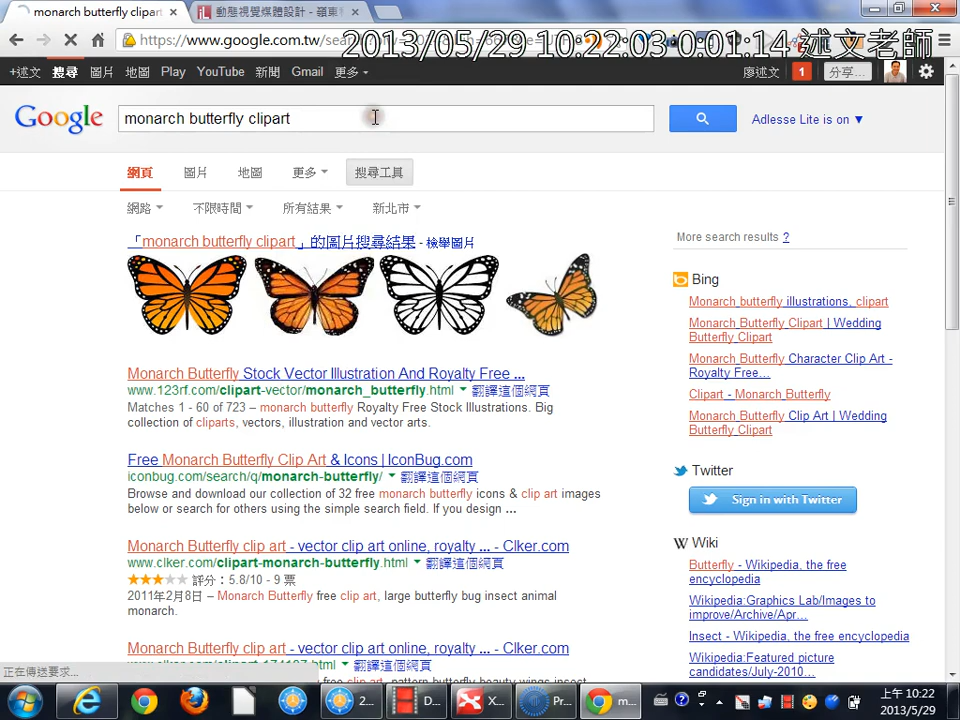 monarch butterfly clipart
動態視覺媒體設計 - 嶺東科
https://www.google.com.tw/sear
2013/05/29 10:22:03 0:01:14 述文老師
+述文 搜尋 圖片 地圖 Play YouTube 新聞 Gmail 更多
廖述文 1 分享...
Google monarch butterfly clipart Adlesse Lite is on ▼
網頁 圖片 地圖 更多 搜尋工具
網路 不限時間 所有結果 新北市
「monarch butterfly clipart」的圖片搜尋結果 - 檢舉圖片
Monarch Butterfly Stock Vector Illustration And Royalty Free ...
www.123rf.com/clipart-vector/monarch_butterfly.html 翻譯這個網頁
Matches 1 - 60 of 723 – monarch butterfly Royalty Free Stock Illustrations. Big
collection of cliparts, vectors, illustration and vector arts.
Free Monarch Butterfly Clip Art & Icons | IconBug.com
iconbug.com/search/q/monarch-butterfly/ 翻譯這個網頁
Browse and download our collection of 32 free monarch butterfly icons & clip art images
below or search for others using the simple search field. If you design ...
Monarch Butterfly clip art - vector clip art online, royalty ... - Clker.com
www.clker.com/clipart-monarch-butterfly.html 翻譯這個網頁
評分：5.8/10 - 9 票
2011年2月8日 – Monarch Butterfly free clip art, large butterfly bug insect animal
monarch.
Monarch Butterfly clip art - vector clip art online, royalty ... - Clker.com
html 翻譯這個網頁
More search results ?
Bing
Monarch butterfly illustrations, clipart
Monarch Butterfly Clipart | Wedding
Butterfly Clipart
Monarch Butterfly Character Clip Art -
Royalty Free…
Clipart - Monarch Butterfly
Monarch Butterfly Clip Art | Wedding
Butterfly Clipart
Twitter
Sign in with Twitter
Wiki
Butterfly - Wikipedia, the free
encyclopedia
Wikipedia:Graphics Lab/Images to
improve/Archive/Apr…
Insect - Wikipedia, the free encyclopedia
Wikipedia:Featured picture
candidates/July-2010…
正在傳送要求...
2... D... X... Pr... m...
上午 10:22
2013/5/29